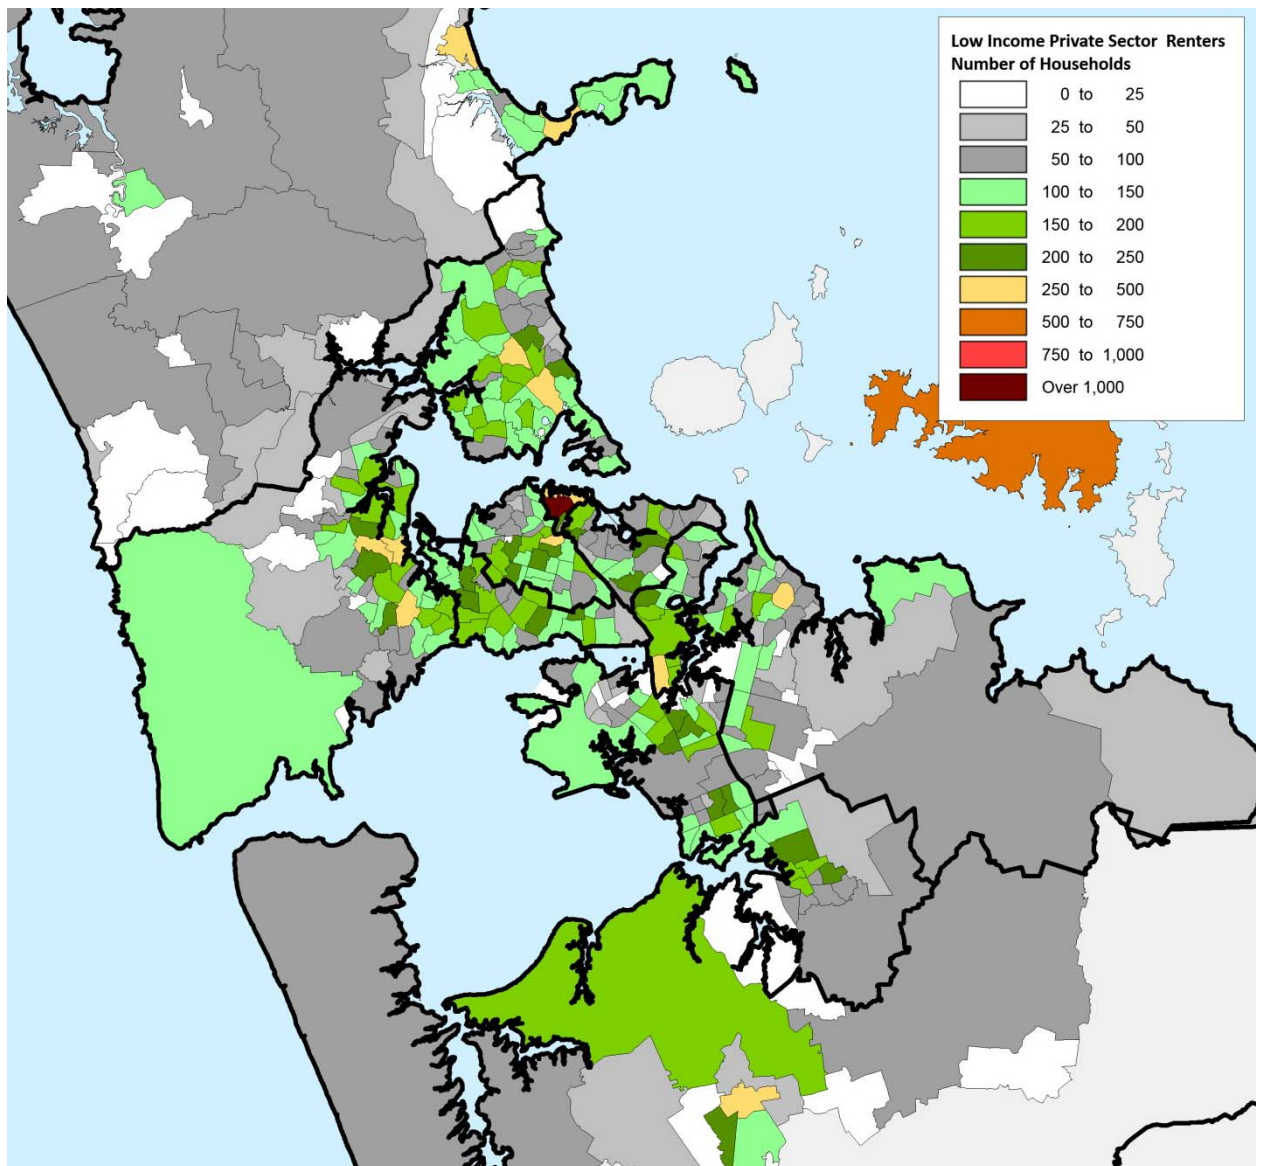 Low Income Private Sector Renters
Number of Households
0 to 25
25 to 50
50 to 100
100 to 150
150 to 200
200 to 250
250 to 500
500 to 750
750 to 1,000
Over 1,000